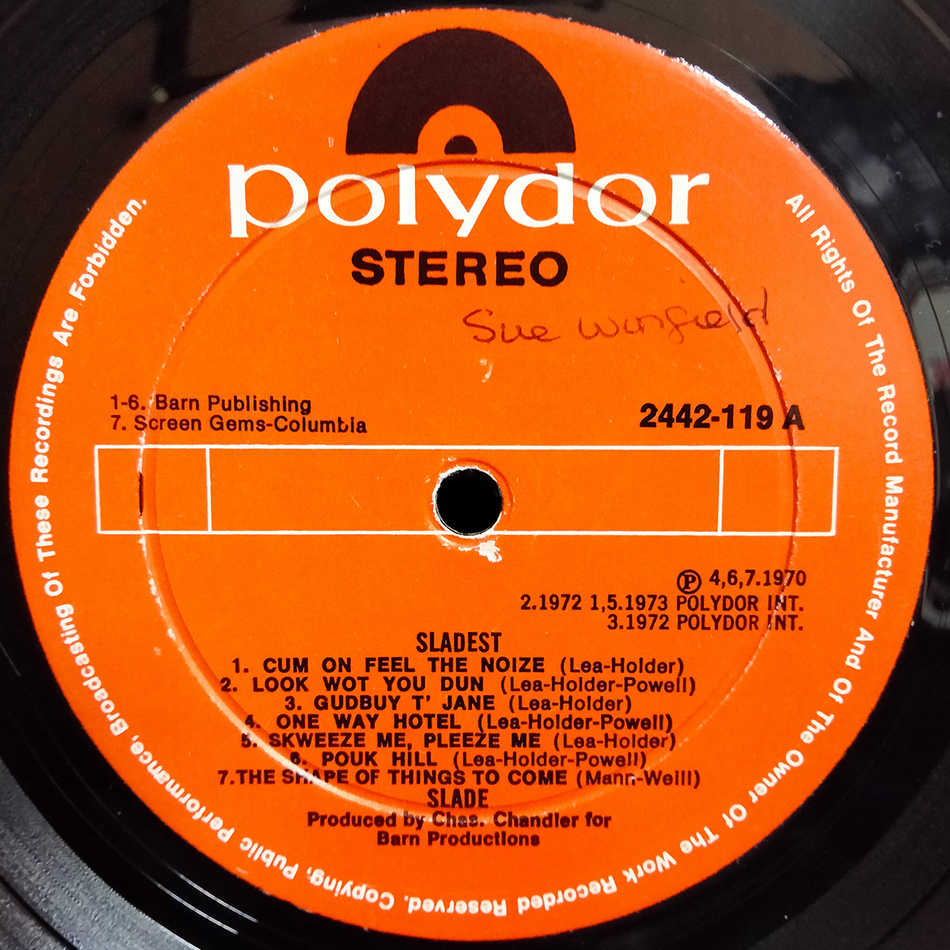 polydor
STEREO
Sue Winfield
1-6. Barn Publishing
7. Screen Gems-Columbia
2442-119 A
Ⓟ 4,6,7.1970
2.1972 1,5.1973 POLYDOR INT.
3.1972 POLYDOR INT.
SLADEST
1. CUM ON FEEL THE NOIZE (Lea-Holder)
2. LOOK WOT YOU DUN (Lea-Holder-Powell)
3. GUDBUY T' JANE (Lea-Holder)
4. ONE WAY HOTEL (Lea-Holder-Powell)
5. SKWEEZE ME, PLEEZE ME (Lea-Holder)
6. POUK HILL (Lea-Holder-Powell)
7.THE SHAPE OF THINGS TO COME (Mann-Weill)
SLADE
Produced by Chas. Chandler for
Barn Productions
All Rights Of The Record Manufacturer And Of The Owner Of The Work Recorded Reserved. Copying, Public Performance, Broadcasting Of These Recordings Are Forbidden.